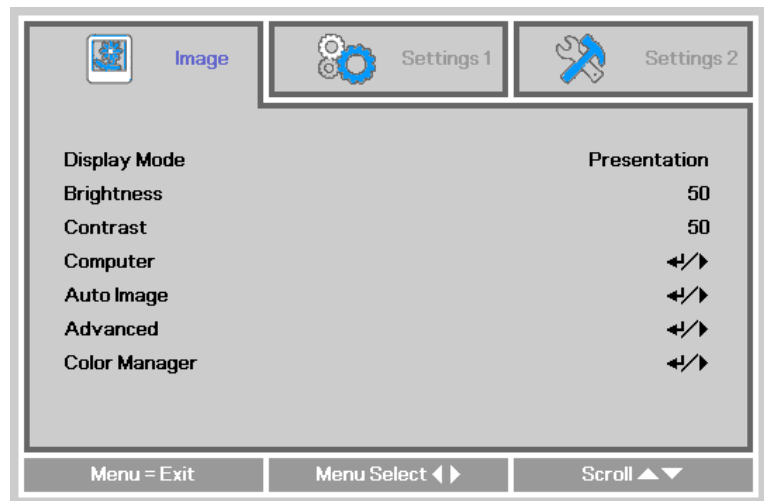 Image Settings 1 Settings 2
Display Mode Presentation
Brightness 50
Contrast 50
Computer ↵/▶
Auto Image ↵/▶
Advanced ↵/▶
Color Manager ↵/▶
Menu = Exit Menu Select ◀▶ Scroll ▲▼